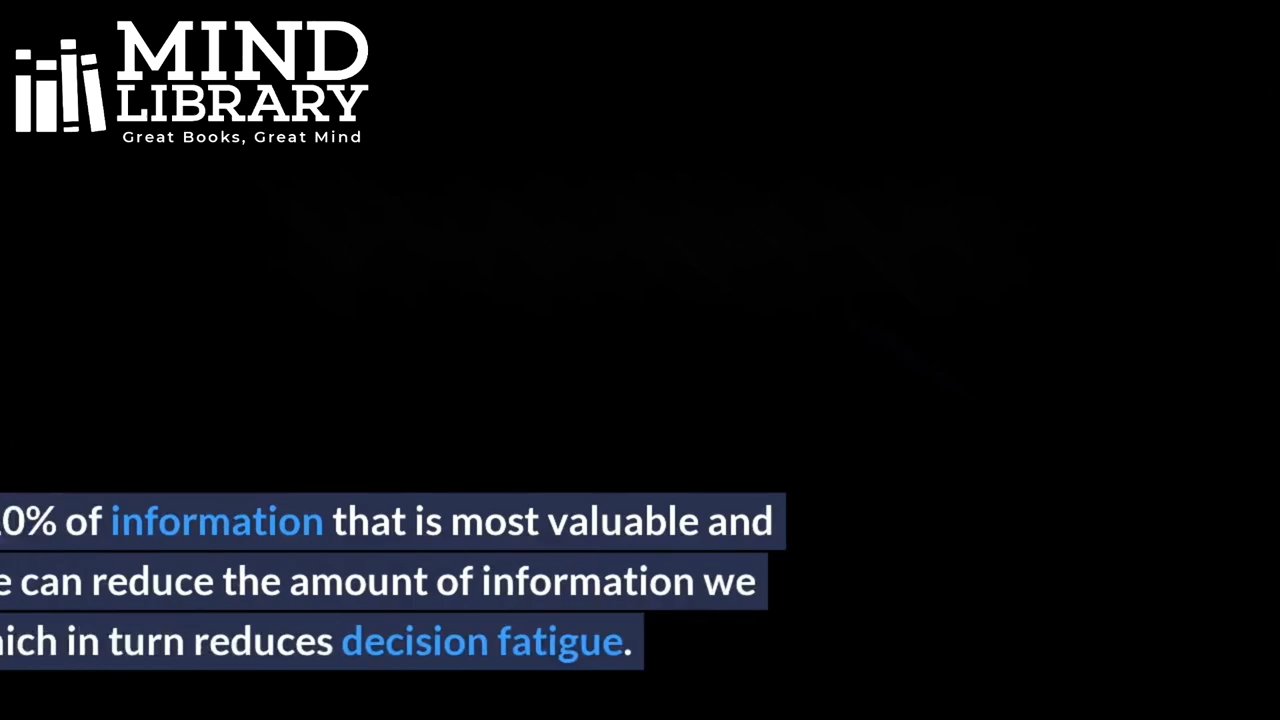 MIND
LIBRARY
Great Books, Great Mind
0% of information that is most valuable and
can reduce the amount of information we
in turn reduces decision fatigue.